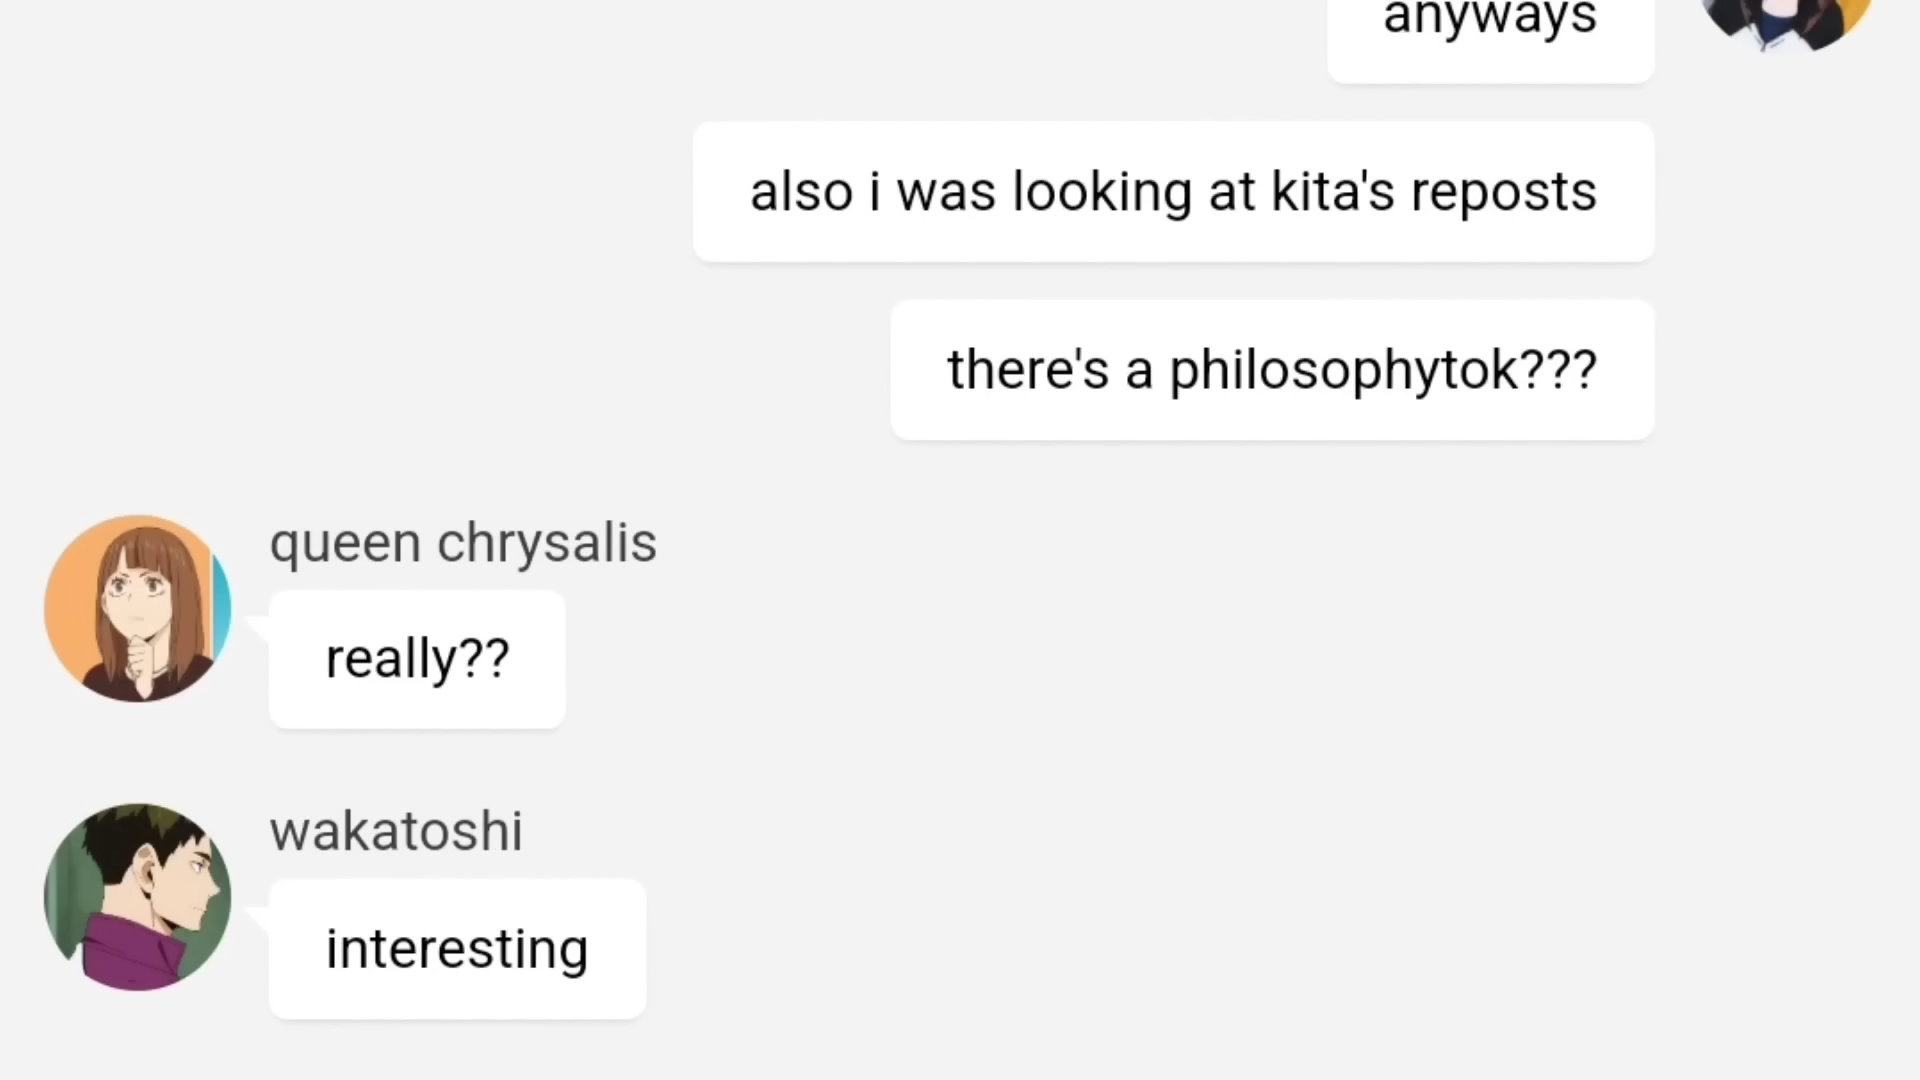 anyways
also i was looking at kita's reposts
there's a philosophytok???
queen chrysalis
really??
wakatoshi
interesting